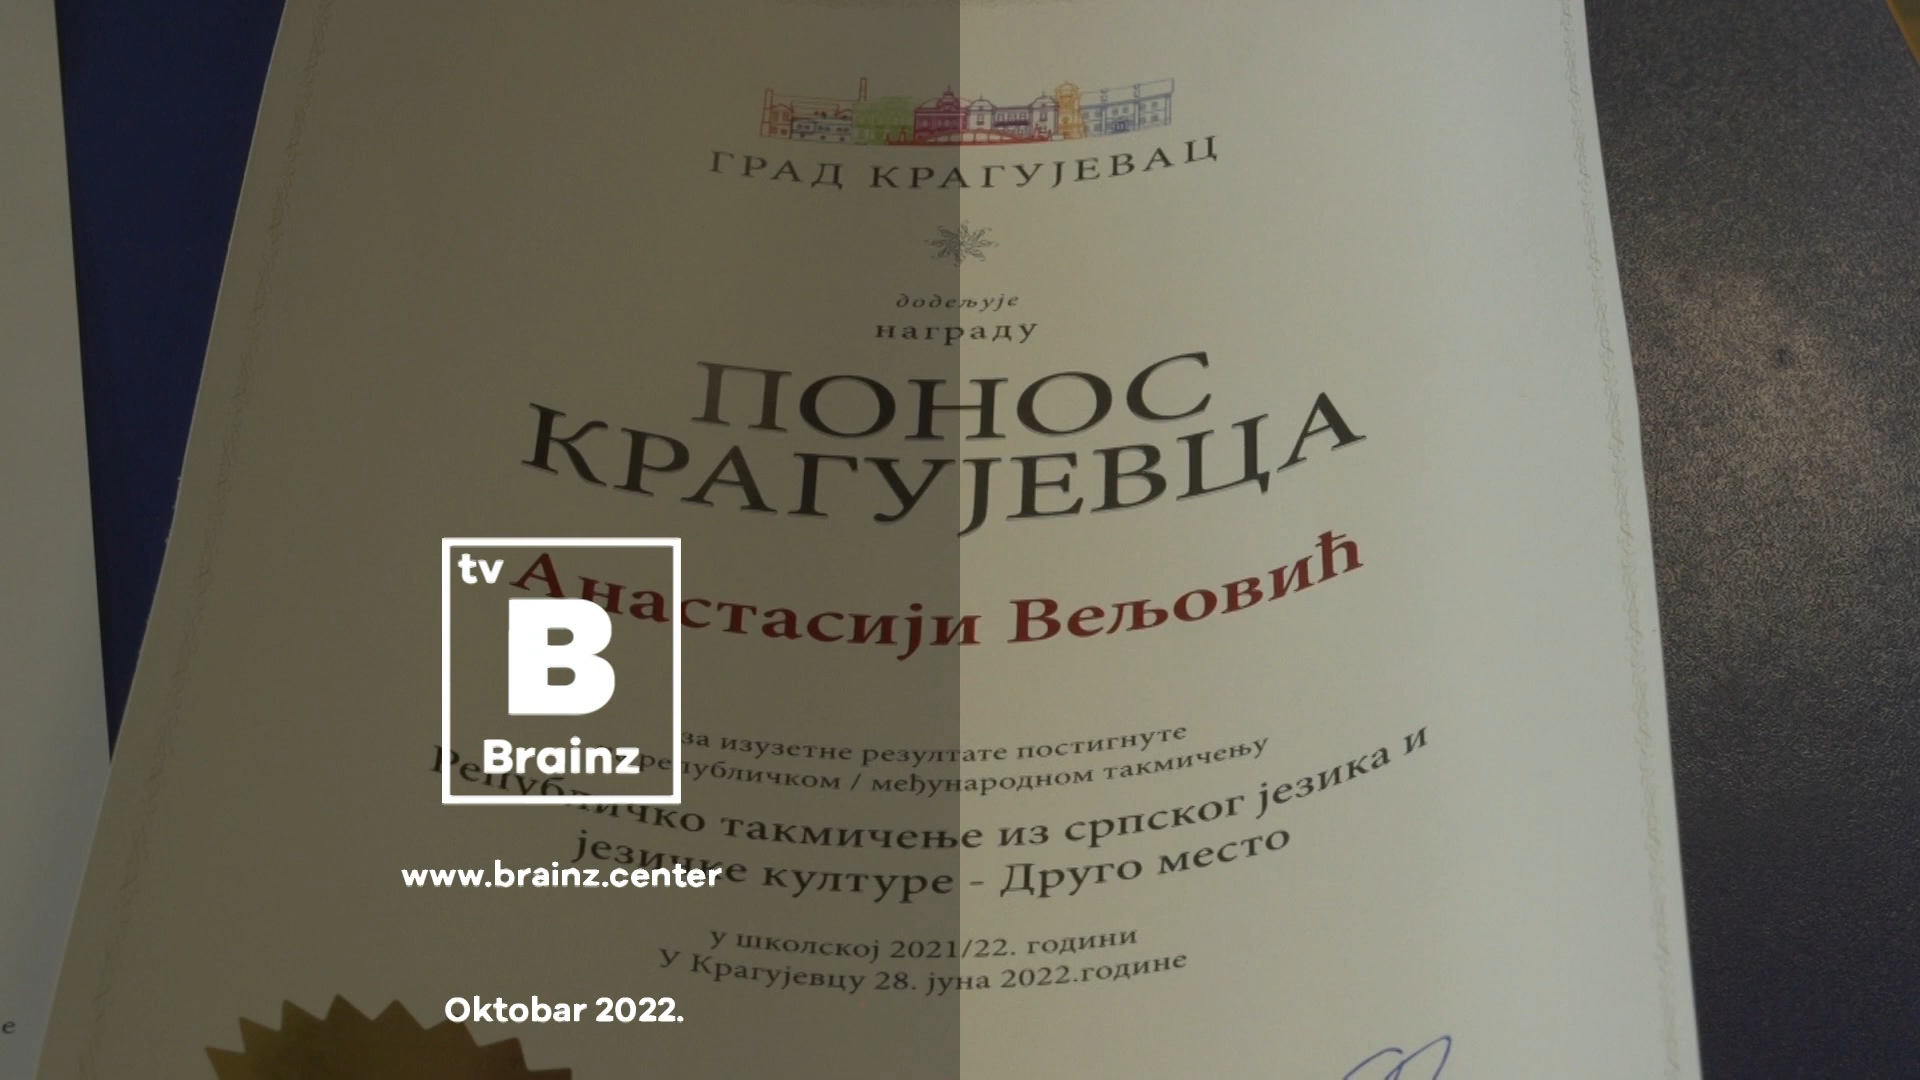 ГРАД КРАГУЈЕВАЦ
додељује
награду
ПОНОС
КРАГУЈЕВЦА
Анастасији Вељовић
за изузетне резултате постигнуте
републичком / међународном такмичењу
Републичко такмичење из српског језика и
језичке културе - Друго место
у школској 2021/22. години
У Крагујевцу 28. јуна 2022.године
tv
B
Brainz
www.brainz.center
Oktobar 2022.
е